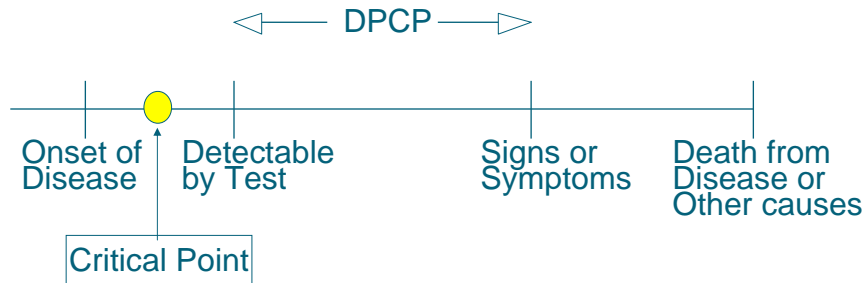 DPCP
Onset of
Disease
Detectable
by Test
Signs or
Symptoms
Death from
Disease or
Other causes
Critical Point